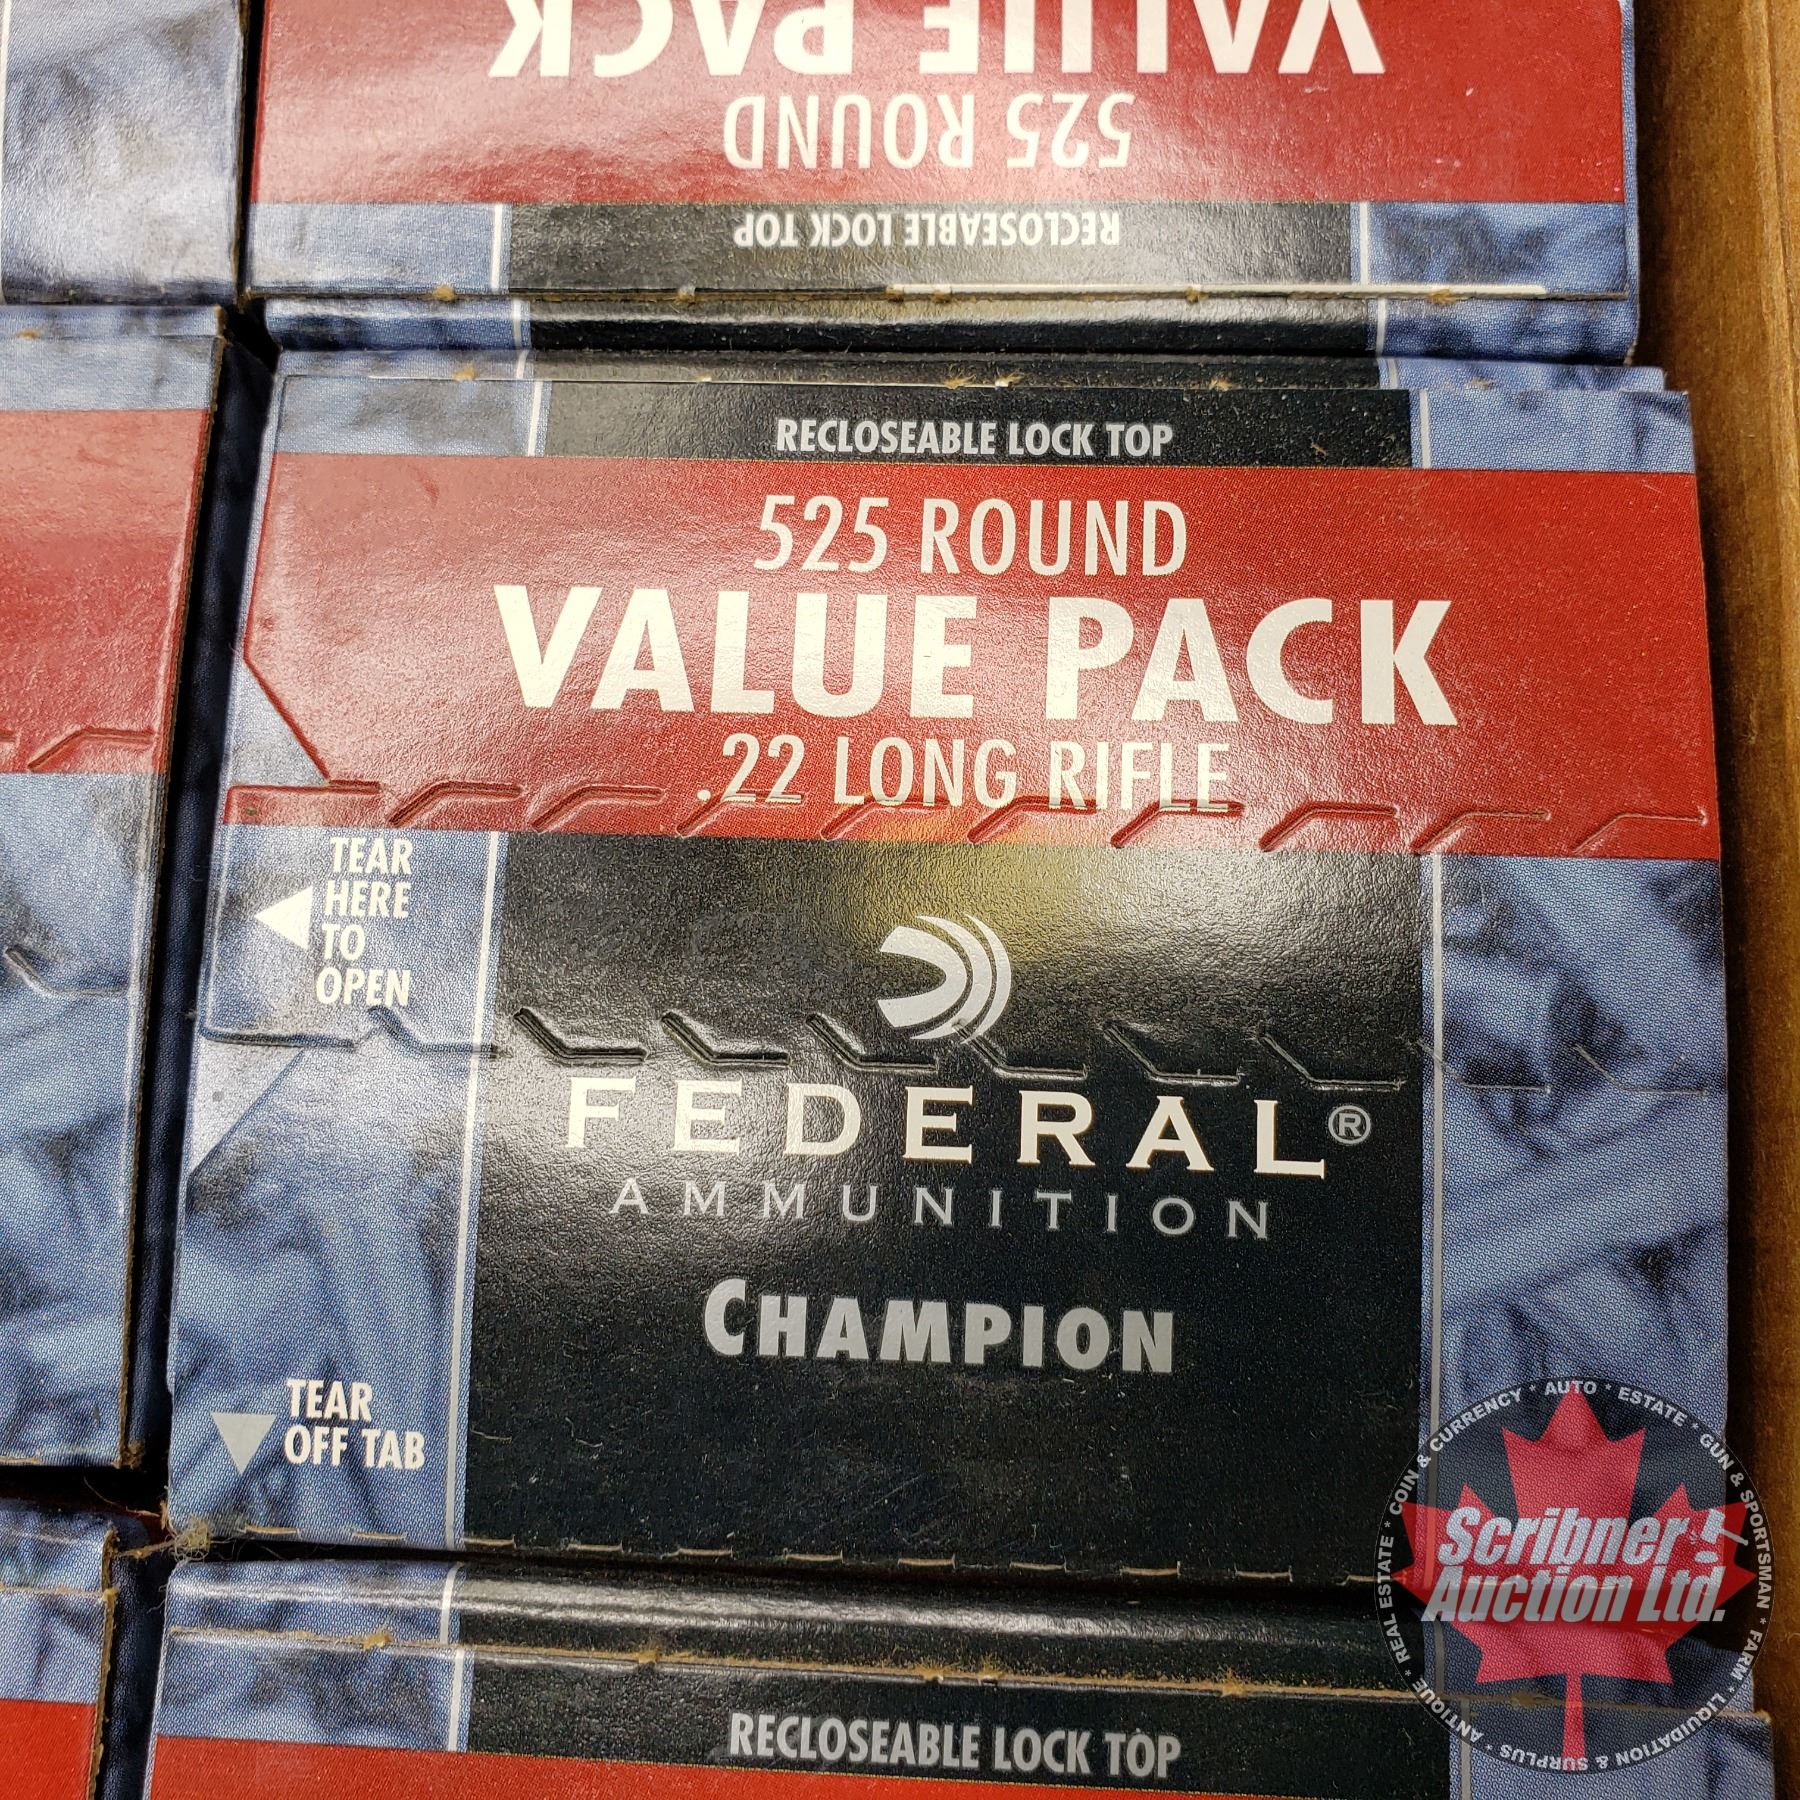 VALUE PACK
525 ROUND
RECLOSEABLE LOCK TOP
RECLOSEABLE LOCK TOP
525 ROUND
VALUE PACK
.22 LONG RIFLE
TEAR
HERE
TO
OPEN
FEDERAL®
AMMUNITION
CHAMPION
TEAR
OFF TAB
RECLOSEABLE LOCK TOP
Scribner!
Auction Ltd.
COIN & CURRENCY * AUTO * ESTATE * GUN & SPORTSMAN * FARM * LIQUIDATION & SURPLUS * ANTIQUE * REAL ESTATE *